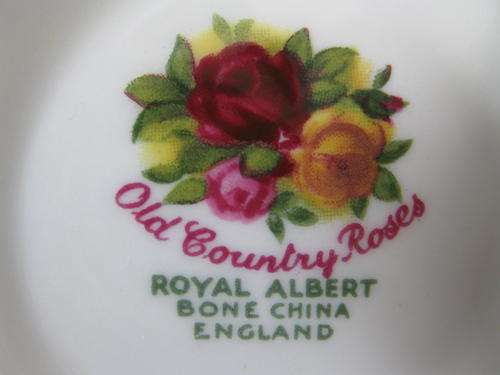 Old Country Roses
ROYAL ALBERT
BONE CHINA
ENGLAND